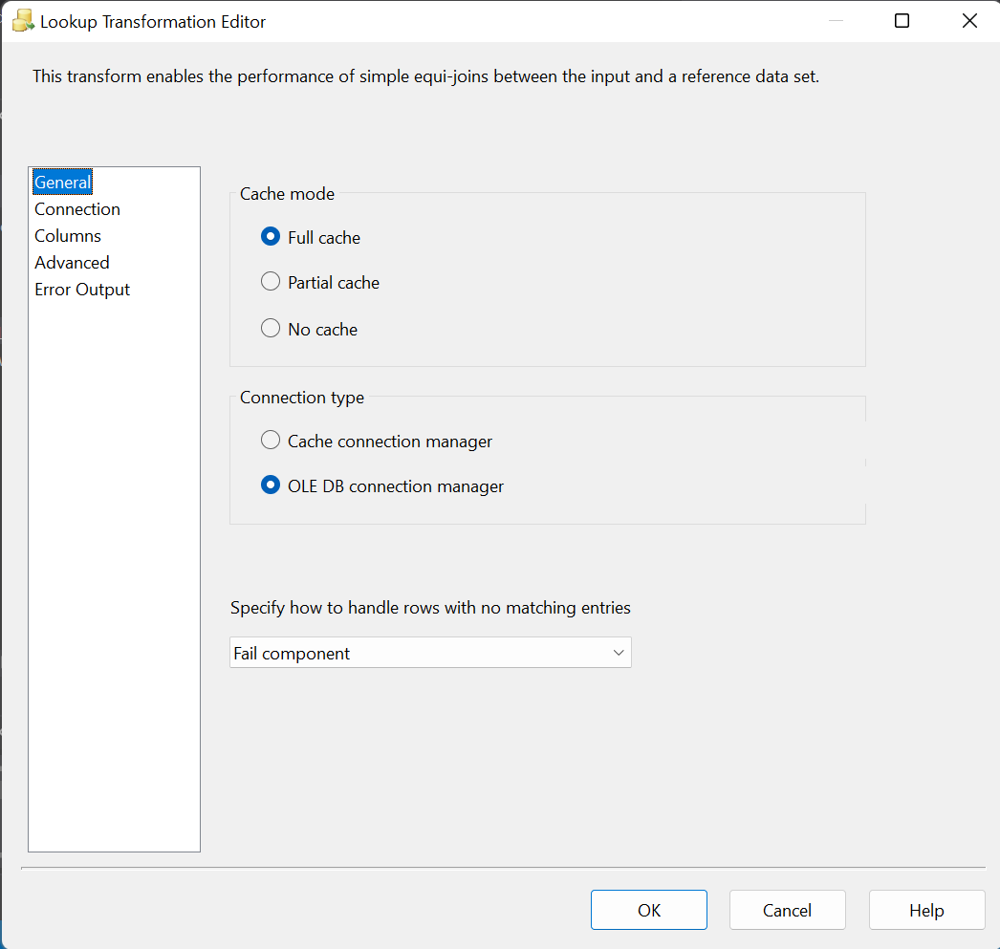 Lookup Transformation Editor
This transform enables the performance of simple equi-joins between the input and a reference data set.
General
Connection
Columns
Advanced
Error Output
Cache mode
Full cache
Partial cache
No cache
Connection type
Cache connection manager
OLE DB connection manager
Specify how to handle rows with no matching entries
Fail component
OK
Cancel
Help